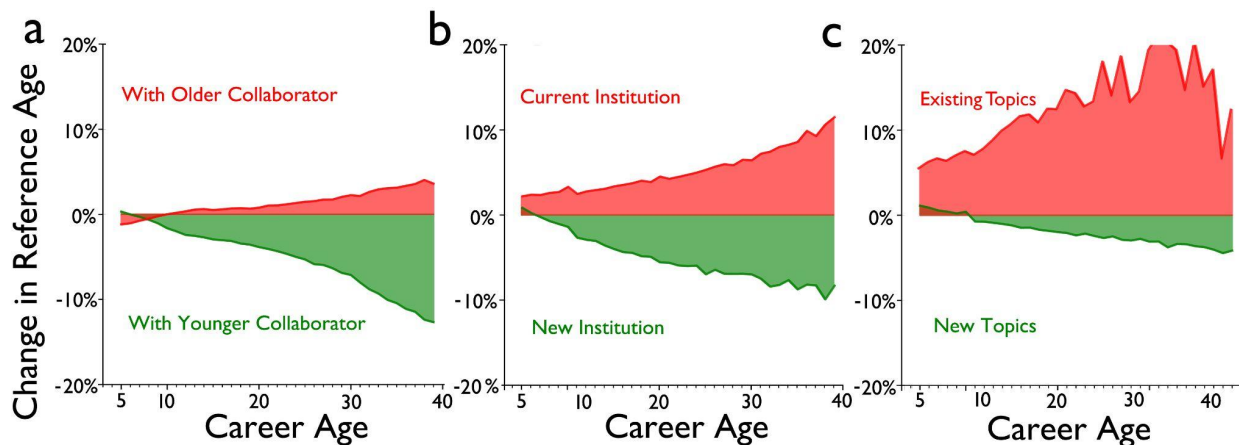 a
b
c
Change in Reference Age
20%
10%
0%
-10%
-20%
With Older Collaborator
With Younger Collaborator
5
10
20
30
40
Career Age
20%
10%
0%
-10%
-20%
Current Institution
New Institution
5
10
20
30
40
Career Age
20%
10%
0%
-10%
-20%
Existing Topics
New Topics
5
10
20
30
40
Career Age